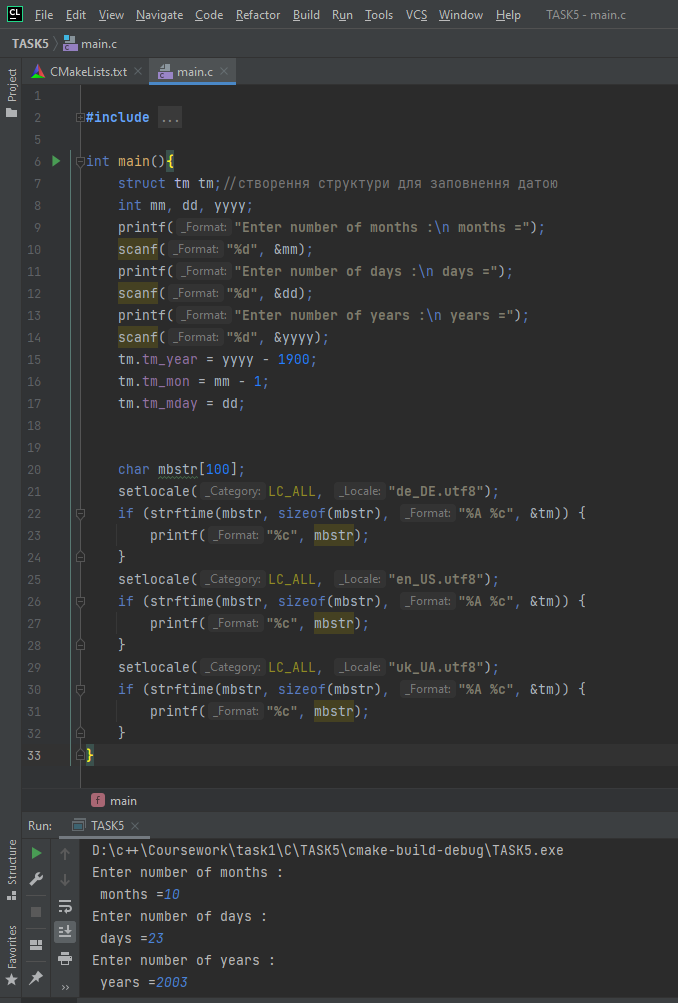 CL File Edit View Navigate Code Refactor Build Run Tools VCS Window Help TASK5 - main.c
TASK5 main.c
Project
CMakeLists.txt main.c
1
2 #include ...
5
6 int main(){
7 struct tm tm;//створення структури для заповнення датою
8 int mm, dd, yyyy;
9 printf( _Format: "Enter number of months :\n months =");
10 scanf( _Format: "%d", &mm);
11 printf( _Format: "Enter number of days :\n days =");
12 scanf( _Format: "%d", &dd);
13 printf( _Format: "Enter number of years :\n years =");
14 scanf( _Format: "%d", &yyyy);
15 tm.tm_year = yyyy - 1900;
16 tm.tm_mon = mm - 1;
17 tm.tm_mday = dd;
18
19
20 char mbstr[100];
21 setlocale( _Category: LC_ALL, _Locale: "de_DE.utf8");
22 if (strftime(mbstr, sizeof(mbstr), _Format: "%A %c", &tm)) {
23 printf( _Format: "%c", mbstr);
24 }
25 setlocale( _Category: LC_ALL, _Locale: "en_US.utf8");
26 if (strftime(mbstr, sizeof(mbstr), _Format: "%A %c", &tm)) {
27 printf( _Format: "%c", mbstr);
28 }
29 setlocale( _Category: LC_ALL, _Locale: "uk_UA.utf8");
30 if (strftime(mbstr, sizeof(mbstr), _Format: "%A %c", &tm)) {
31 printf( _Format: "%c", mbstr);
32 }
33 }
f main
Run: TASK5
Structure
Favorites
D:\c++\Coursework\task1\C\TASK5\cmake-build-debug\TASK5.exe
Enter number of months :
months =10
Enter number of days :
days =23
Enter number of years :
years =2003